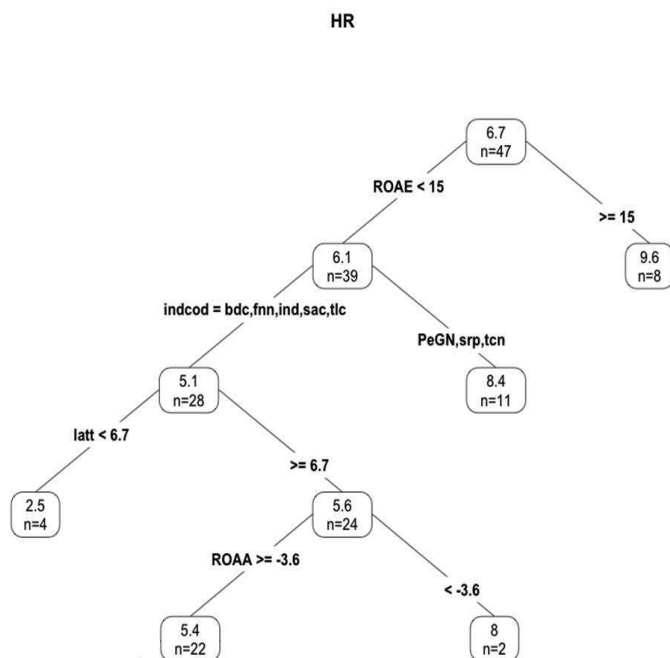 HR
6.7
n=47
ROAE < 15
>= 15
6.1
n=39
9.6
n=8
indcod = bdc,fnn,ind,sac,tlc
PeGN,srp,tcn
5.1
n=28
8.4
n=11
latt < 6.7
>= 6.7
2.5
n=4
5.6
n=24
ROAA >= -3.6
< -3.6
5.4
n=22
8
n=2